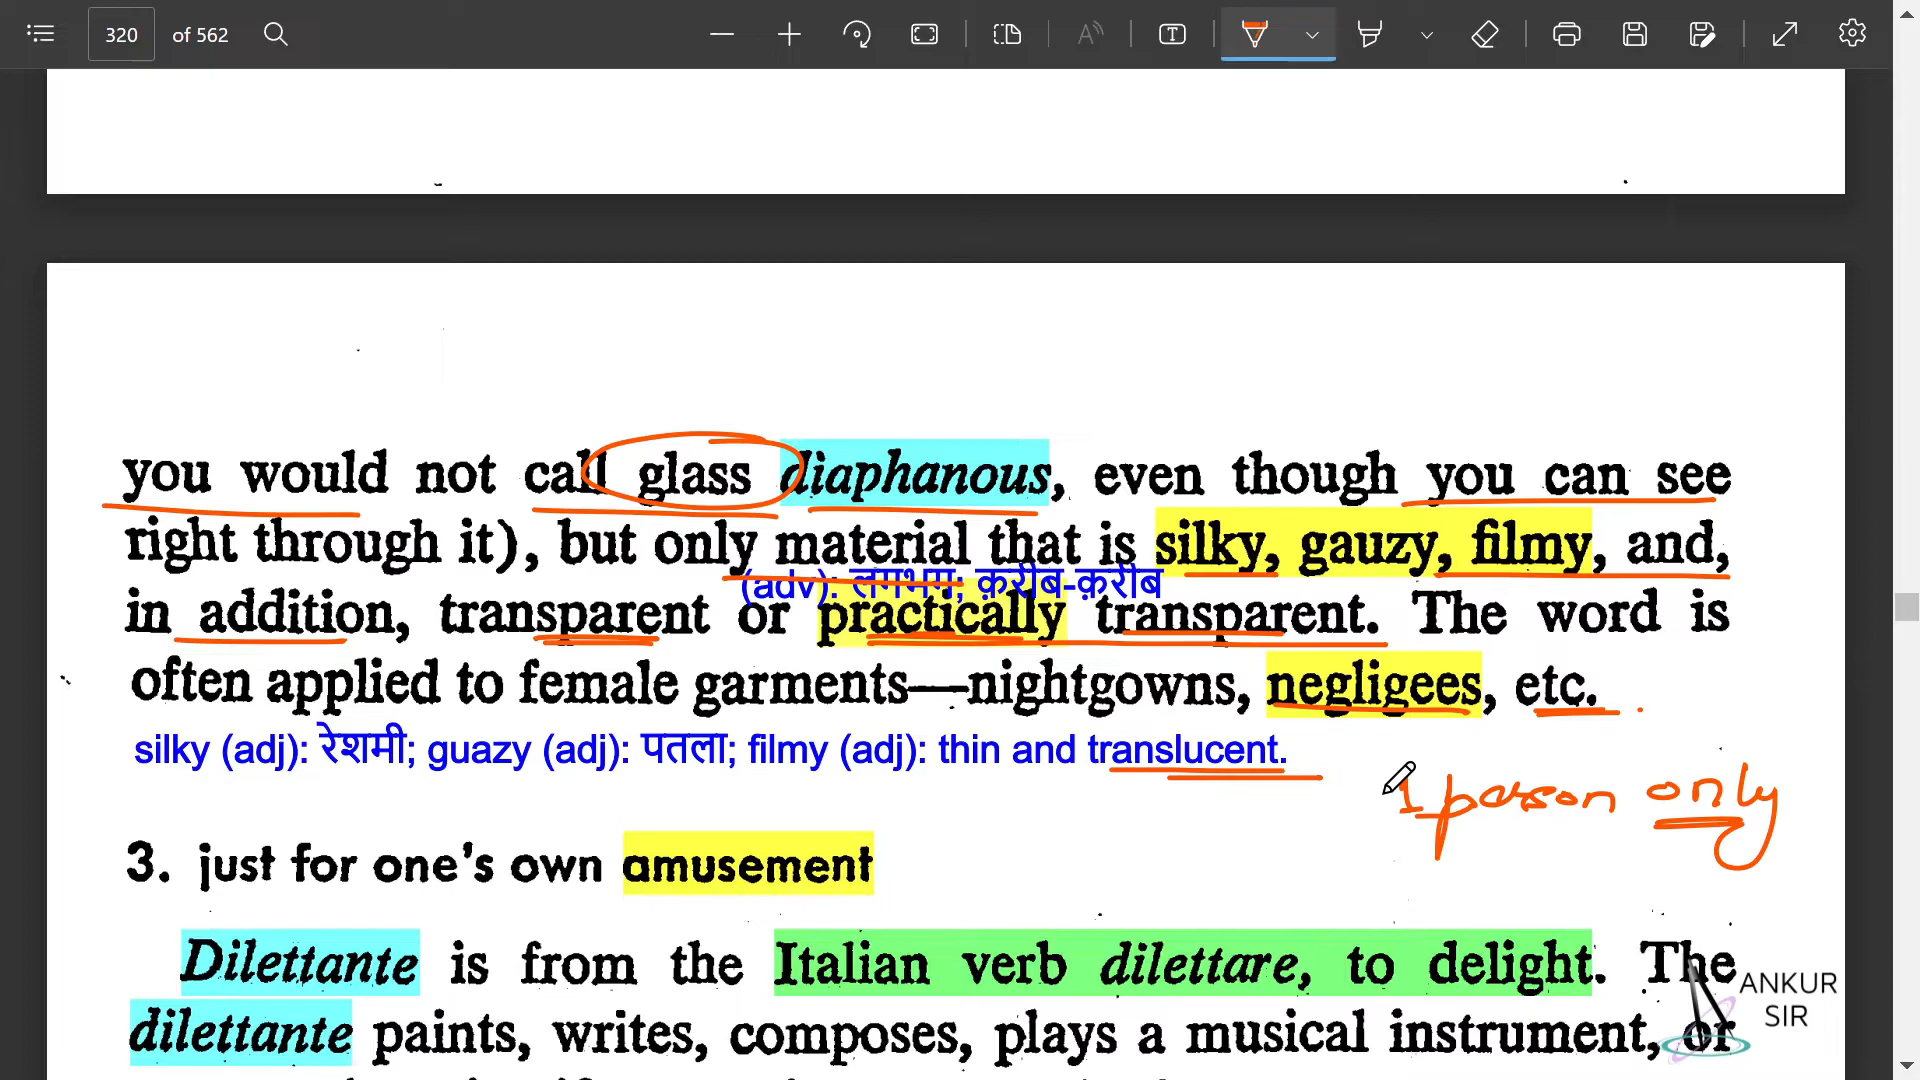 320 of 562
you would not call glass diaphanous, even though you can see
right through it), but only material that is silky, gauzy, filmy, and,
(adv): लगभग; क़रीब-क़रीब
in addition, transparent or practically transparent. The word is
often applied to female garments—nightgowns, negligees, etc.
silky (adj): रेशमी; guazy (adj): पतला; filmy (adj): thin and translucent.
1 person only
3. just for one's own amusement
Dilettante is from the Italian verb dilettare, to delight. The
dilettante paints, writes, composes, plays a musical instrument, or
ANKUR
SIR